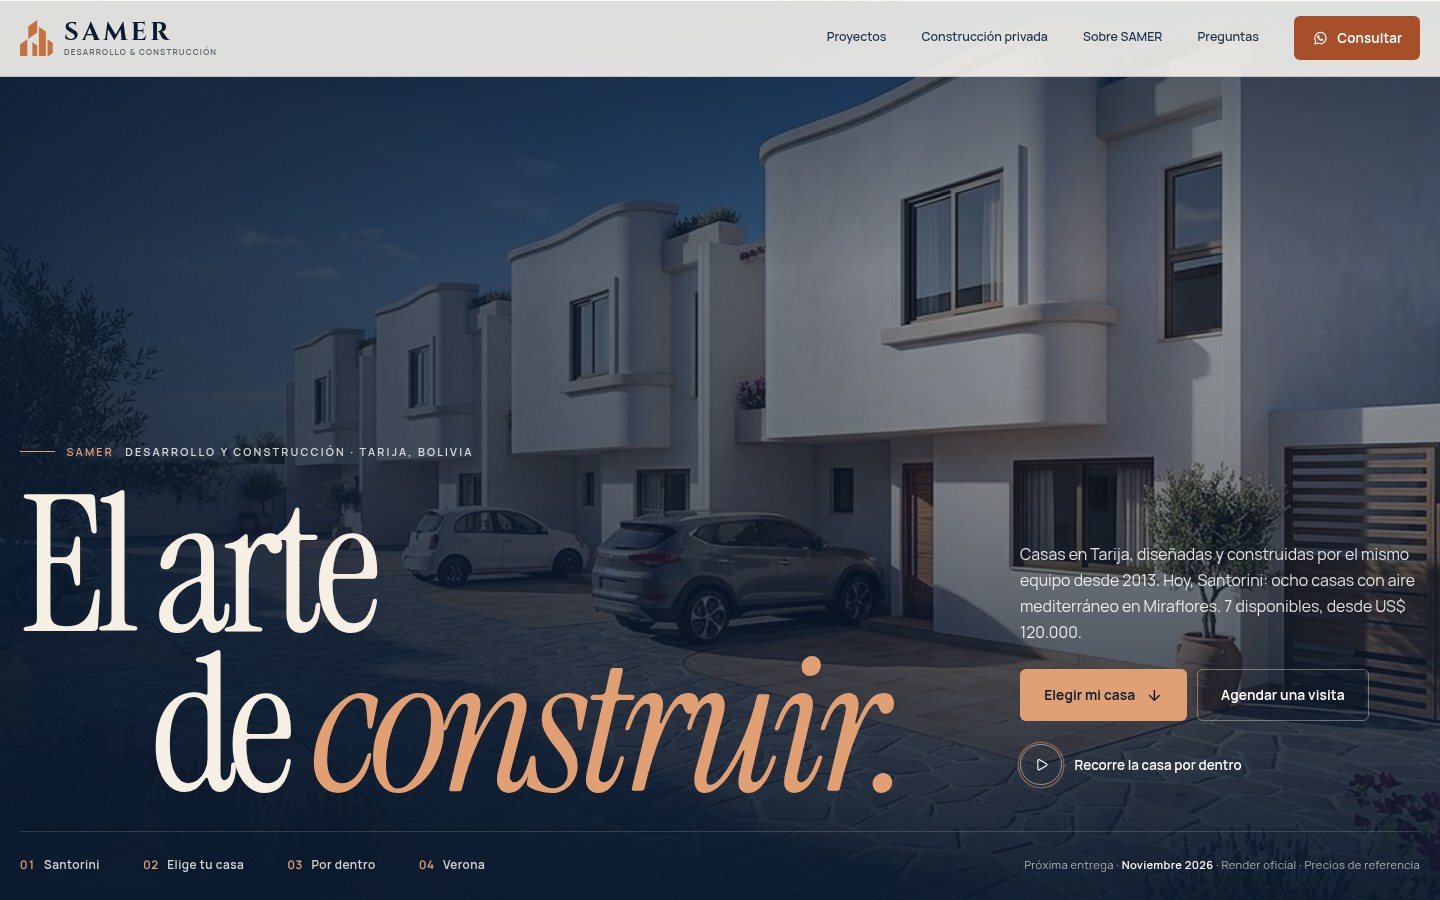 SAMER
DESARROLLO & CONSTRUCCIÓN
Proyectos
Construcción privada
Sobre SAMER
Preguntas
Consultar
SAMER DESARROLLO Y CONSTRUCCIÓN · TARIJA, BOLIVIA
El arte
de construir.
Casas en Tarija, diseñadas y construidas por el mismo
equipo desde 2013. Hoy, Santorini: ocho casas con aire
mediterráneo en Miraflores. 7 disponibles, desde US$
120.000.
Elegir mi casa
Agendar una visita
Recorre la casa por dentro
01 Santorini
02 Elige tu casa
03 Por dentro
04 Verona
Próxima entrega · Noviembre 2026 · Render oficial · Precios de referencia